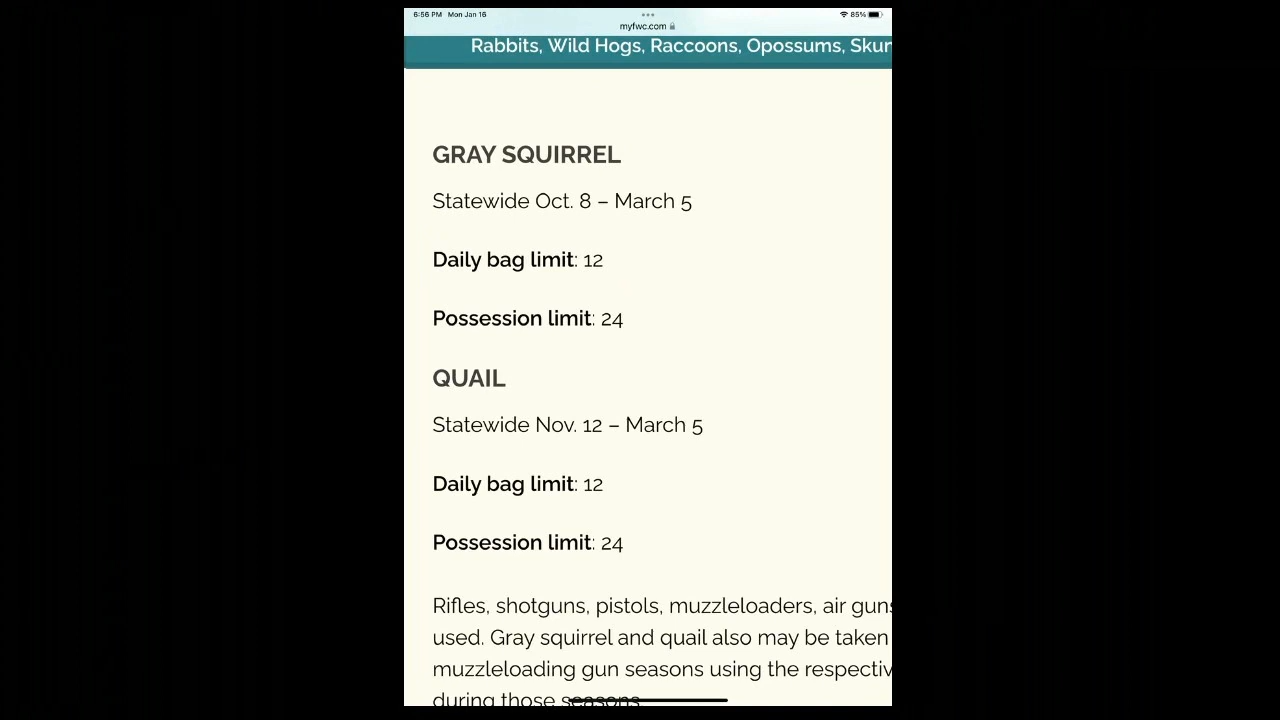 6:56 PM Mon Jan 16
myfwc.com
85%
Rabbits, Wild Hogs, Raccoons, Opossums,
GRAY SQUIRREL
Statewide Oct. 8 – March 5
Daily bag limit: 12
Possession limit: 24
QUAIL
Statewide Nov. 12 – March 5
Daily bag limit: 12
Possession limit: 24
Rifles, shotguns, pistols, muzzleloaders, air
used. Gray squirrel and quail also may be taken
muzzleloading gun seasons using the
during those seasons